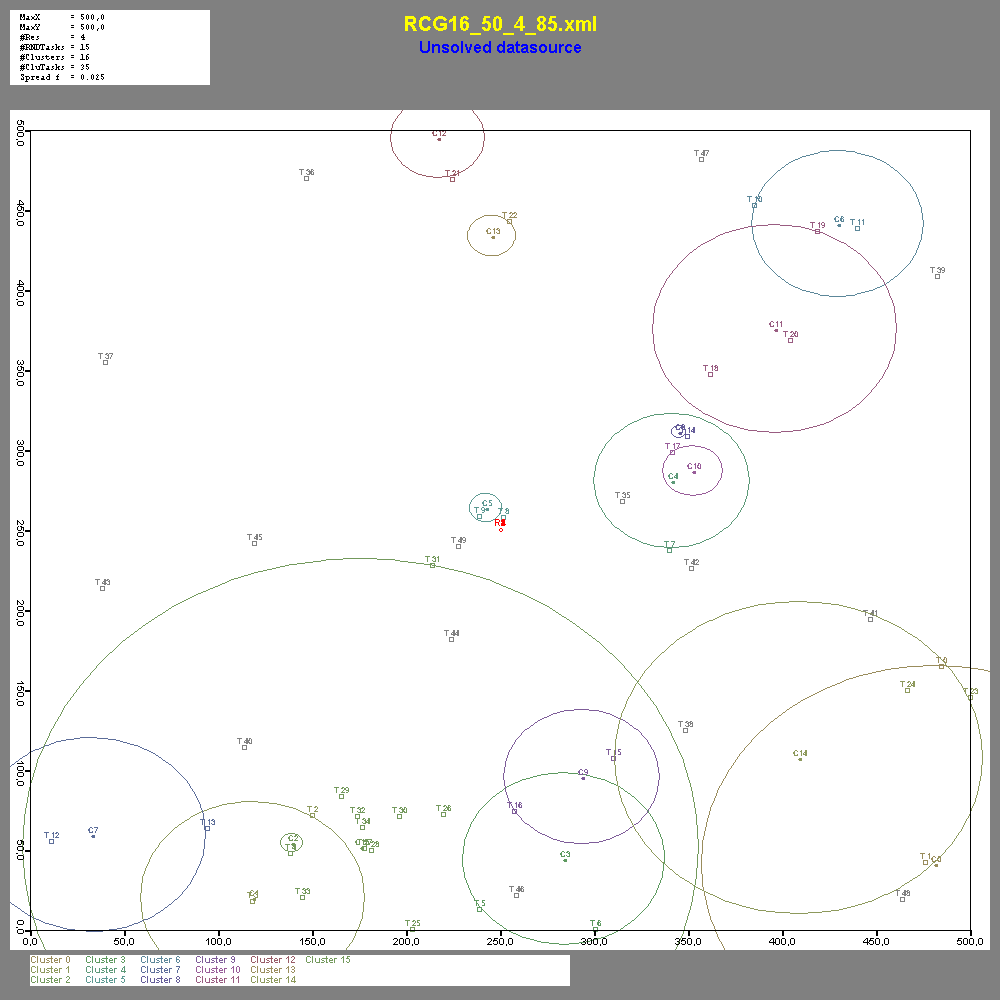 MaxX = 500,0
MaxY = 500,0
#Res = 4
#RNDTasks = 15
#Clusters = 16
#CluTasks = 35
Spread f = 0.025
RCG16_50_4_85.xml
Unsolved datasource
C12
T 36
T 21
T 47
T 10
C6
T 11
T 22
C13
T 19
T 39
C11
T 20
T 37
T 18
T 14
T 17
C10
C4
T 35
C5
T 9
T 8
T 45
T 49
T 7
T 31
T 42
T 43
T 41
T 44
T 24
T 23
T 38
T 40
T 15
C14
C9
T 29
T 16
T 2
T 32
T 30
T 26
T 34
T 13
C7
T 12
C2
T 28
C3
T 1
C0
T 33
T 46
T 48
T 5
T 25
T 6
500,0
450,0
400,0
350,0
300,0
250,0
200,0
150,0
100,0
50,0
0,0
0,0 50,0 100,0 150,0 200,0 250,0 300,0 350,0 400,0 450,0 500,0
Cluster 0 Cluster 3 Cluster 6 Cluster 9 Cluster 12 Cluster 15
Cluster 1 Cluster 4 Cluster 7 Cluster 10 Cluster 13
Cluster 2 Cluster 5 Cluster 8 Cluster 11 Cluster 14